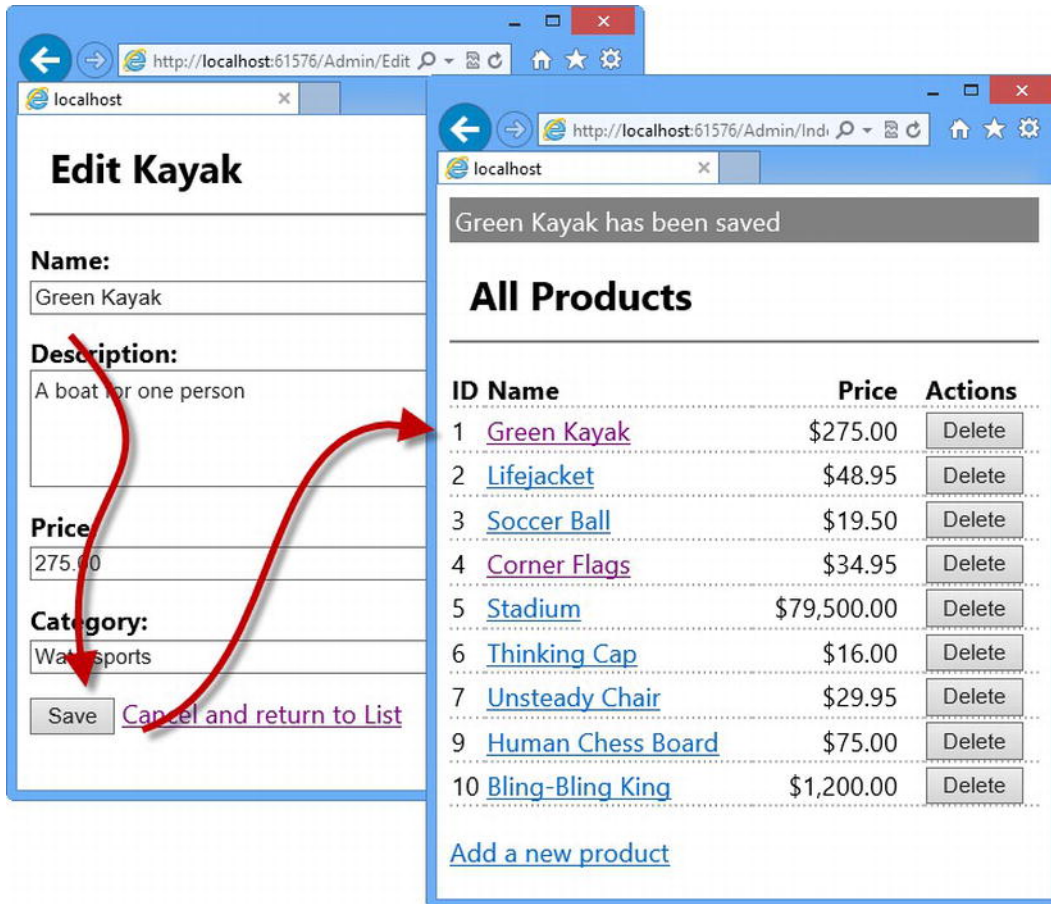 http://localhost:61576/Admin/Edit
localhost
Edit Kayak
Name:
Green Kayak
Description:
A boat for one person
Price
275.00
Category:
Watersports
Save Cancel and return to List
http://localhost:61576/Admin/Ind
localhost
Green Kayak has been saved
All Products
ID Name Price Actions
1 Green Kayak $275.00 Delete
2 Lifejacket $48.95 Delete
3 Soccer Ball $19.50 Delete
4 Corner Flags $34.95 Delete
5 Stadium $79,500.00 Delete
6 Thinking Cap $16.00 Delete
7 Unsteady Chair $29.95 Delete
9 Human Chess Board $75.00 Delete
10 Bling-Bling King $1,200.00 Delete
Add a new product